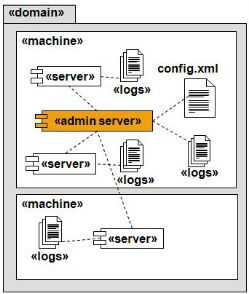 «domain»
«machine»
«server»
«logs»
config.xml
«admin server»
«server»
«logs»
«logs»
«machine»
«server»
«logs»